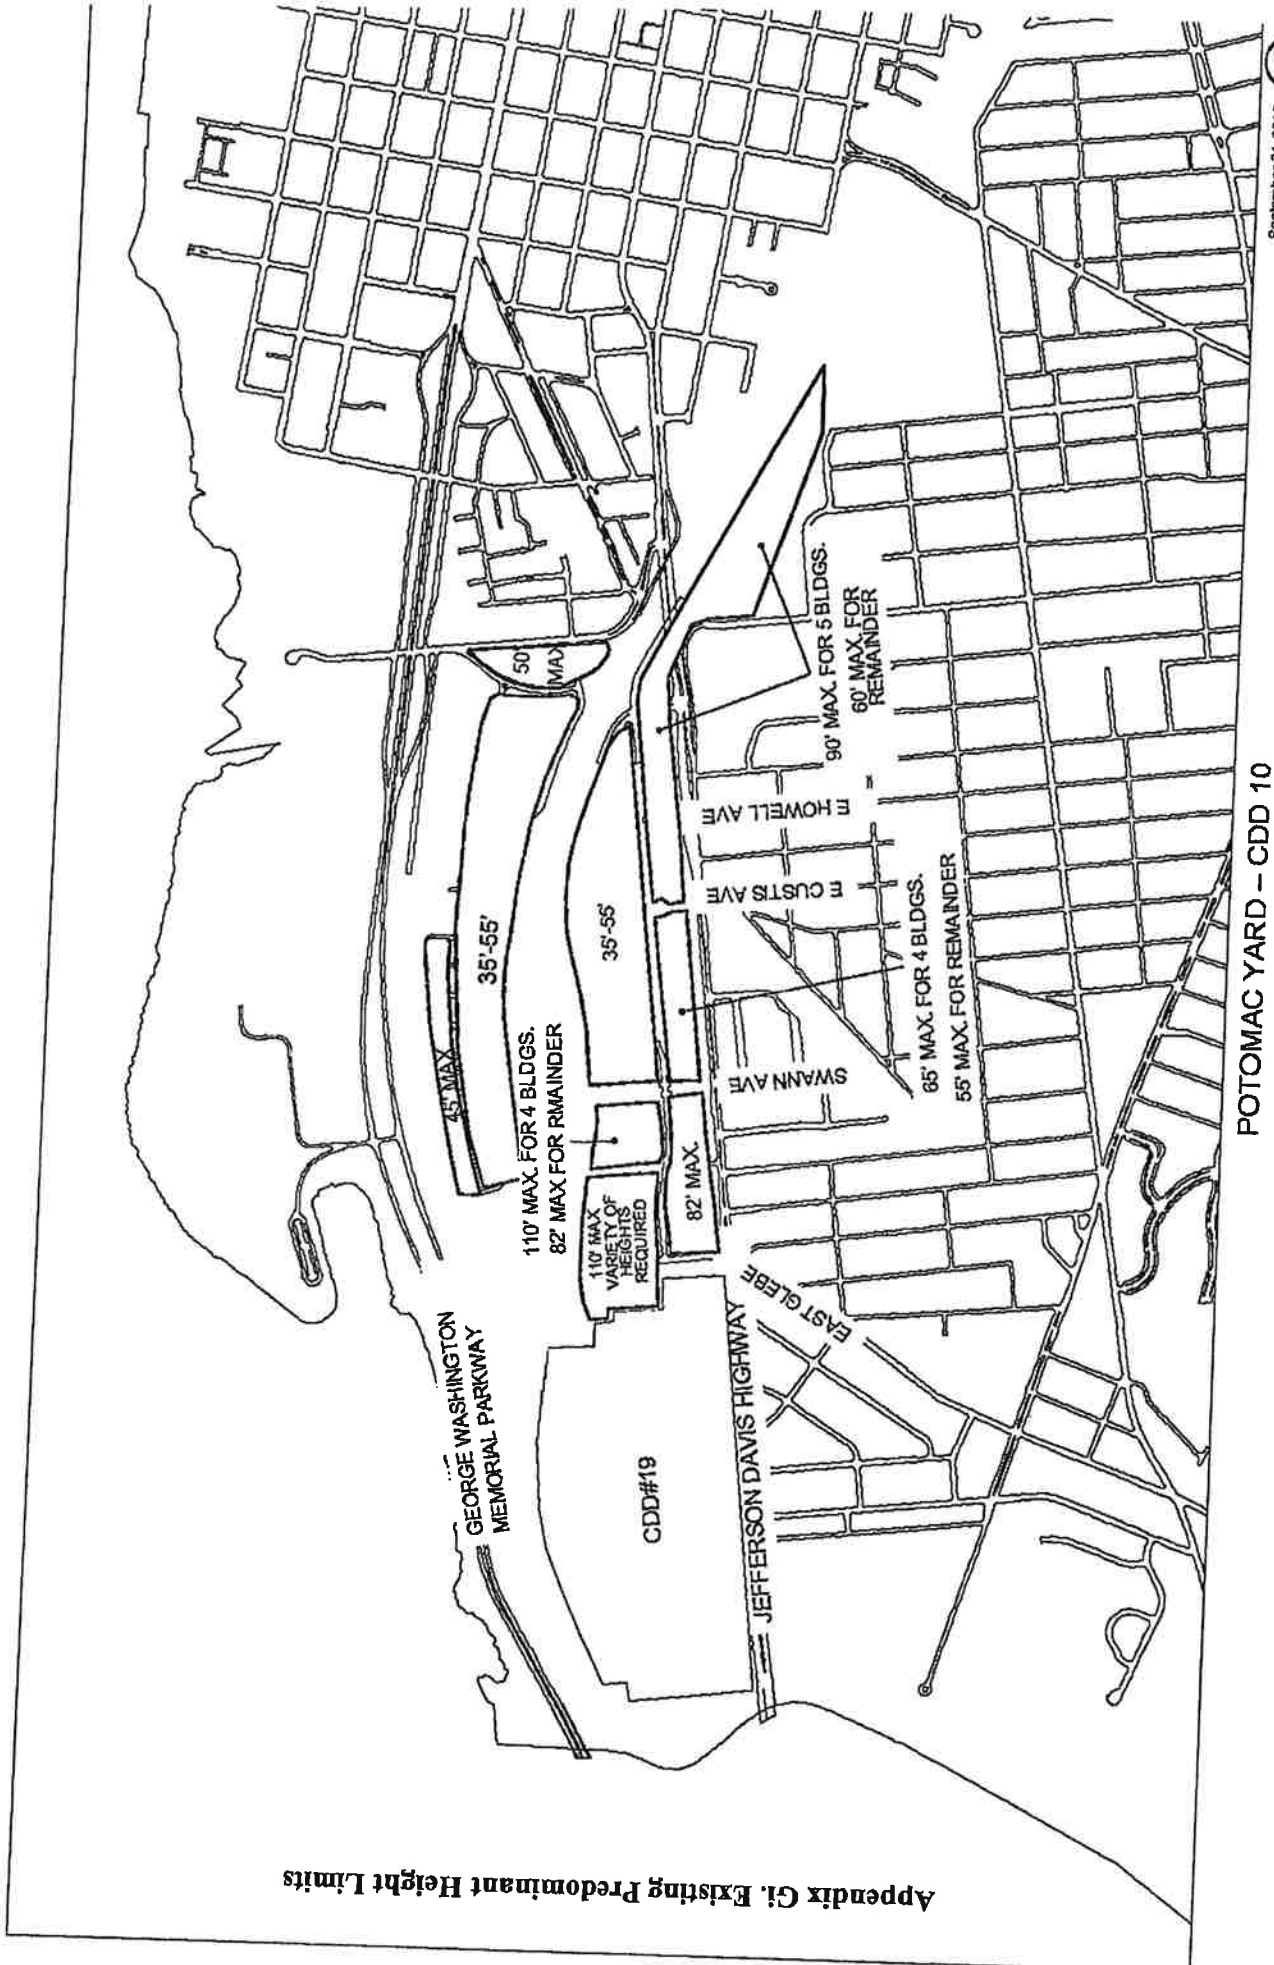 Appendix Gi. Existing Predominant Height Limits
GEORGE WASHINGTON
MEMORIAL PARKWAY
45' MAX
35'-55'
50'
MAX
110' MAX. FOR 4 BLDGS.
82' MAX FOR RMAINDER
35'-55'
110' MAX
VARIETY OF
HEIGHTS
REQUIRED
82' MAX.
CDD#19
JEFFERSON DAVIS HIGHWAY
EAST GLEBE
SWANN AVE
E CUSTIS AVE
E HOWELL AVE
65' MAX. FOR 4 BLDGS.
55' MAX. FOR REMAINDER
90' MAX. FOR 5 BLDGS.
60' MAX. FOR
REMAINDER
POTOMAC YARD – CDD 10